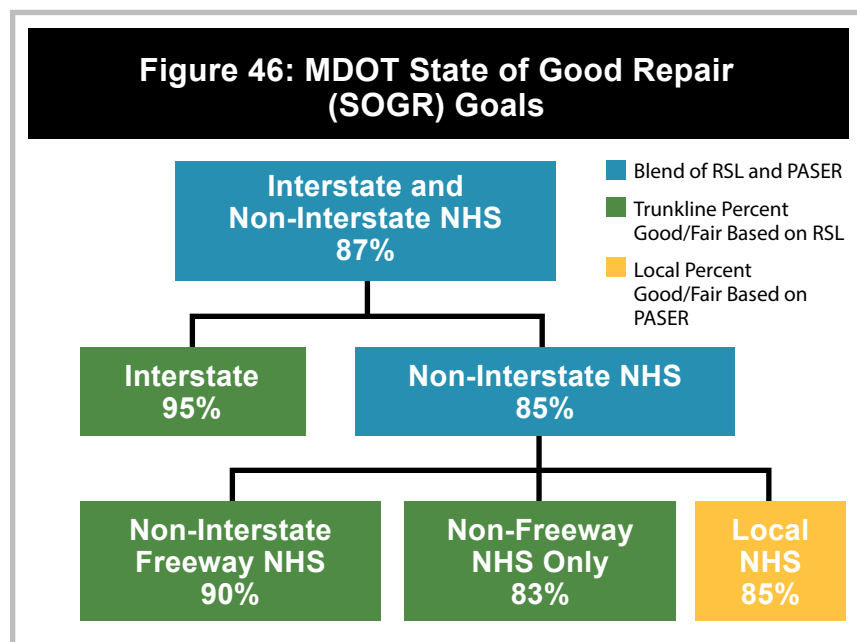 Figure 46: MDOT State of Good Repair
(SOGR) Goals
Interstate and
Non-Interstate NHS
87%
Blend of RSL and PASER
Trunkline Percent
Good/Fair Based on RSL
Local Percent
Good/Fair Based on
PASER
Interstate
95%
Non-Interstate NHS
85%
Non-Interstate
Freeway NHS
90%
Non-Freeway
NHS Only
83%
Local
NHS
85%